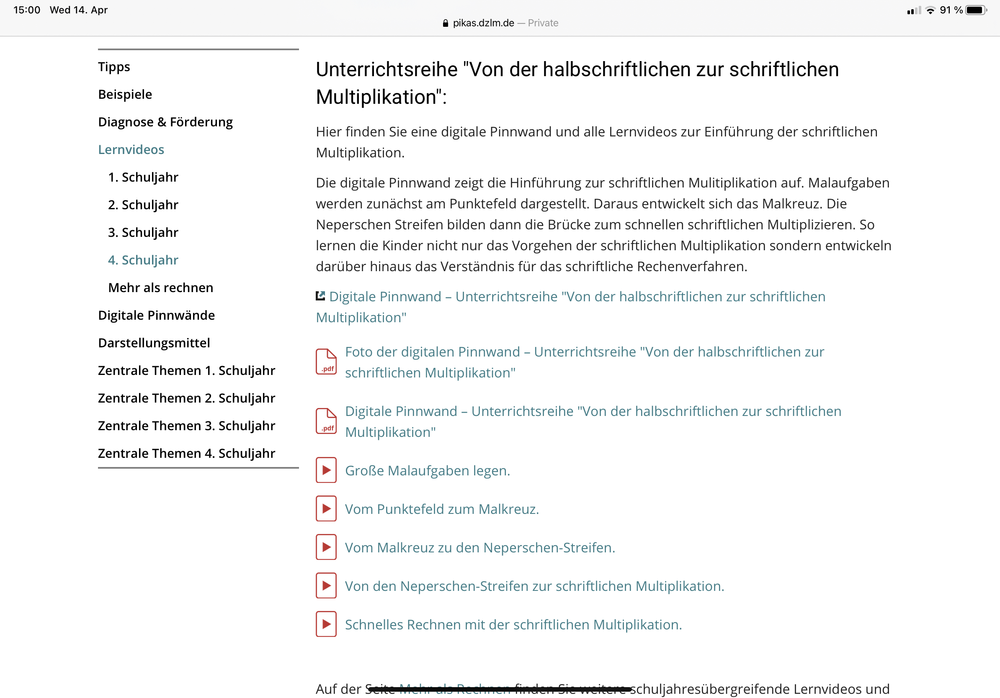 15:00 Wed 14. Apr
91 %
pikas.dzlm.de — Private
Tipps
Beispiele
Diagnose & Förderung
Lernvideos
1. Schuljahr
2. Schuljahr
3. Schuljahr
4. Schuljahr
Mehr als rechnen
Digitale Pinnwände
Darstellungsmittel
Zentrale Themen 1. Schuljahr
Zentrale Themen 2. Schuljahr
Zentrale Themen 3. Schuljahr
Zentrale Themen 4. Schuljahr
Unterrichtsreihe "Von der halbschriftlichen zur schriftlichen
Multiplikation":
Hier finden Sie eine digitale Pinnwand und alle Lernvideos zur Einführung der schriftlichen
Multiplikation.
Die digitale Pinnwand zeigt die Hinführung zur schriftlichen Mulitiplikation auf. Malaufgaben
werden zunächst am Punktefeld dargestellt. Daraus entwickelt sich das Malkreuz. Die
Neperschen Streifen bilden dann die Brücke zum schnellen schriftlichen Multiplizieren. So
lernen die Kinder nicht nur das Vorgehen der schriftlichen Multiplikation sondern entwickeln
darüber hinaus das Verständnis für das schriftliche Rechenverfahren.
Digitale Pinnwand – Unterrichtsreihe "Von der halbschriftlichen zur schriftlichen
Multiplikation"
.pdf
Foto der digitalen Pinnwand – Unterrichtsreihe "Von der halbschriftlichen zur
schriftlichen Multiplikation"
.pdf
Digitale Pinnwand – Unterrichtsreihe "Von der halbschriftlichen zur schriftlichen
Multiplikation"
Große Malaufgaben legen.
Vom Punktefeld zum Malkreuz.
Vom Malkreuz zu den Neperschen-Streifen.
Von den Neperschen-Streifen zur schriftlichen Multiplikation.
Schnelles Rechnen mit der schriftlichen Multiplikation.
Auf der Seite Mehr als Rechnen finden Sie weitere schuljahresübergreifende Lernvideos und